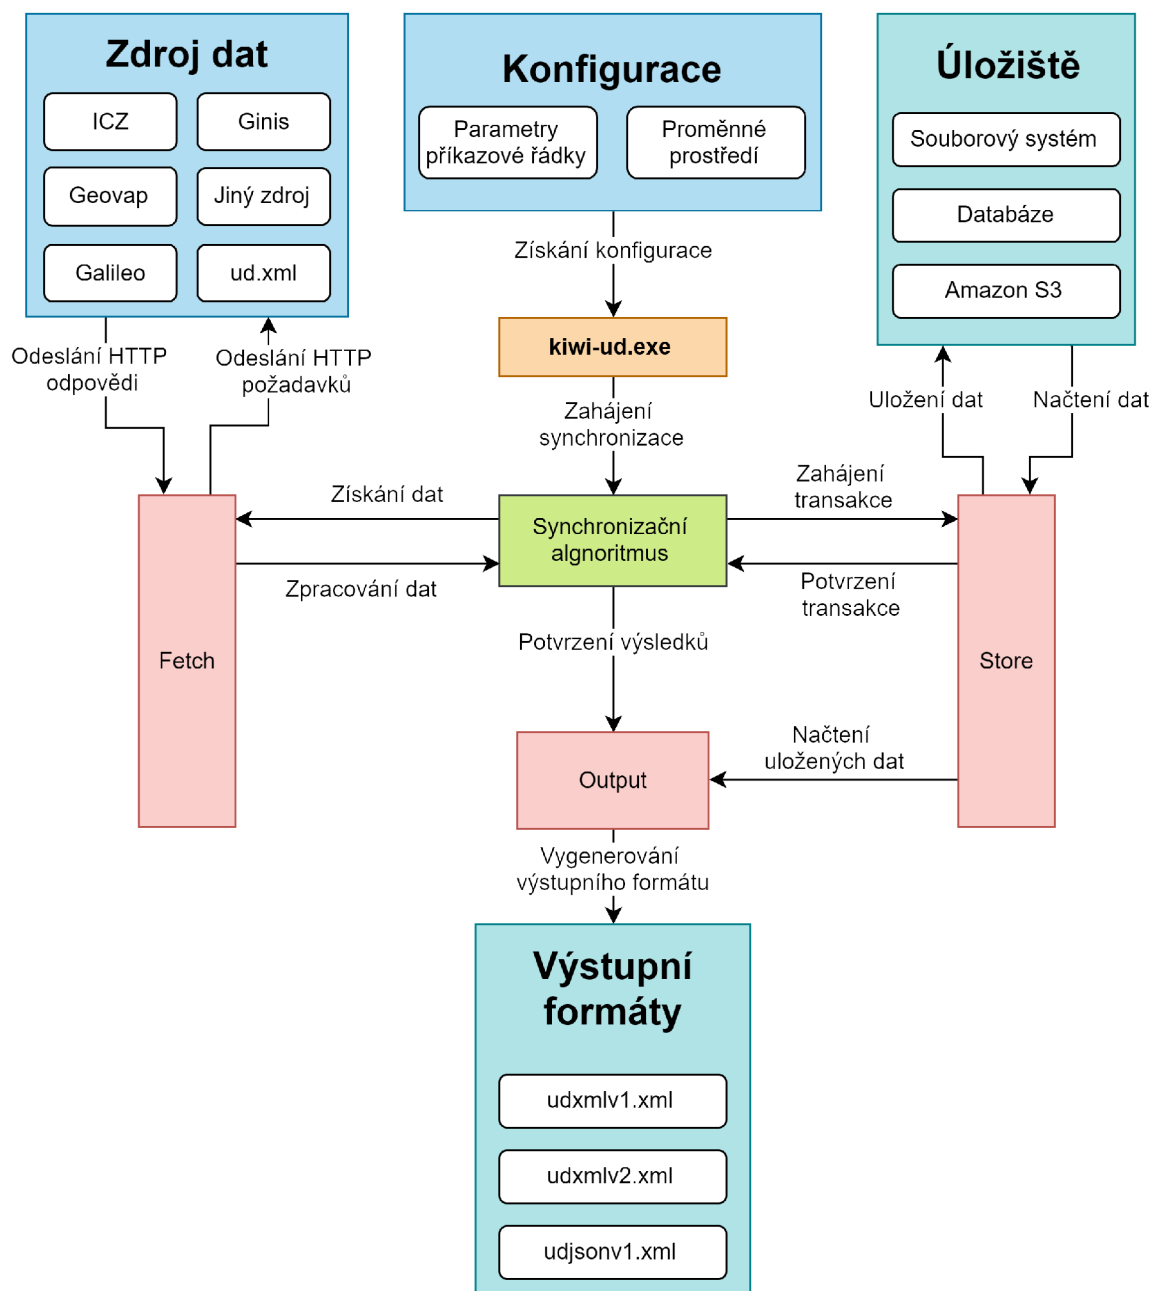 Zdroj dat
ICZ
Ginis
Geovap
Jiný zdroj
Galileo
ud.xml
Konfigurace
Parametry
příkazové řádky
Proměnné
prostředí
Úložiště
Souborový systém
Databáze
Amazon S3
Získání konfigurace
kiwi-ud.exe
Odeslání HTTP
odpovědi
Odeslání HTTP
požadavků
Zahájení
synchronizace
Uložení dat
Načtení dat
Získání dat
Zahájení
transakce
Synchronizační
algnoritmus
Zpracování dat
Potvrzení
transakce
Fetch
Potvrzení výsledků
Store
Načtení
uložených dat
Output
Vygenerování
výstupního formátu
Výstupní
formáty
udxmlv1.xml
udxmlv2.xml
udjsonv1.xml